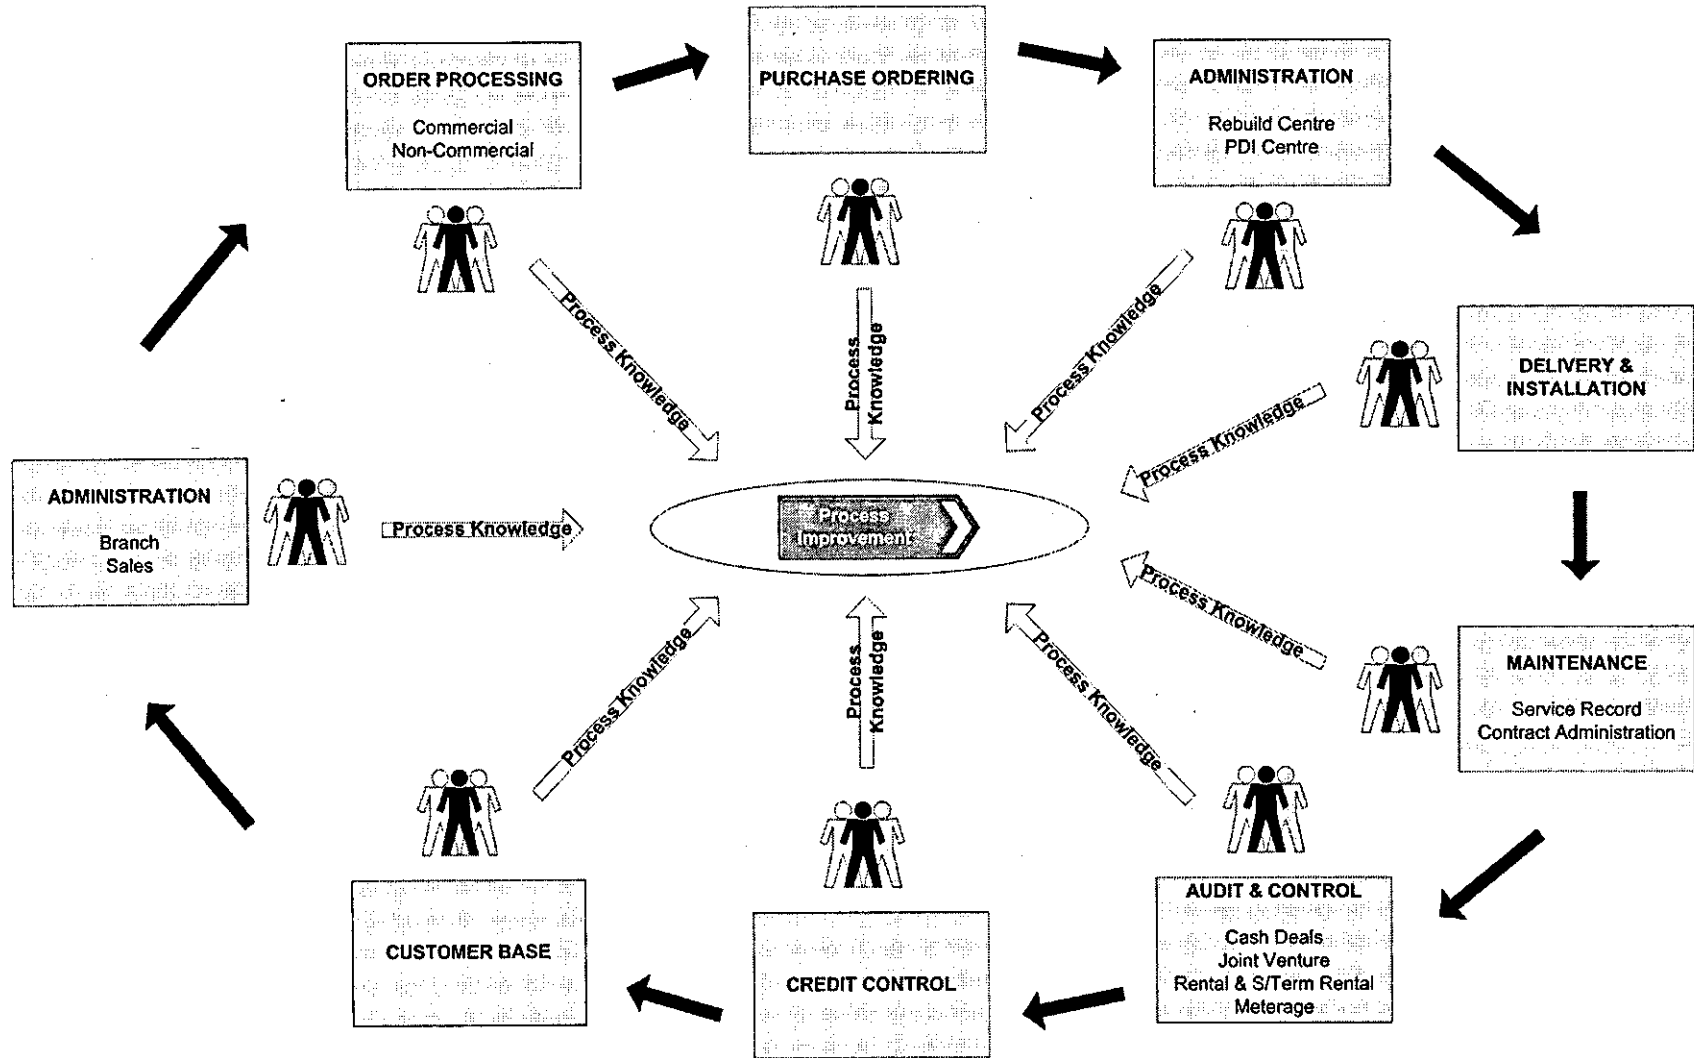 ORDER PROCESSING
Commercial
Non-Commercial
PURCHASE ORDERING
ADMINISTRATION
Rebuild Centre
PDI Centre
DELIVERY &
INSTALLATION
MAINTENANCE
Service Record
Contract Administration
AUDIT & CONTROL
Cash Deals
Joint Venture
Rental & S/Term Rental
Meterage
CREDIT CONTROL
CUSTOMER BASE
ADMINISTRATION
Branch
Sales
Process Knowledge
Process
Knowledge
Process Knowledge
Process Knowledge
Process Knowledge
Process Knowledge
Process
Knowledge
Process Knowledge
Process Knowledge
Process
Improvement